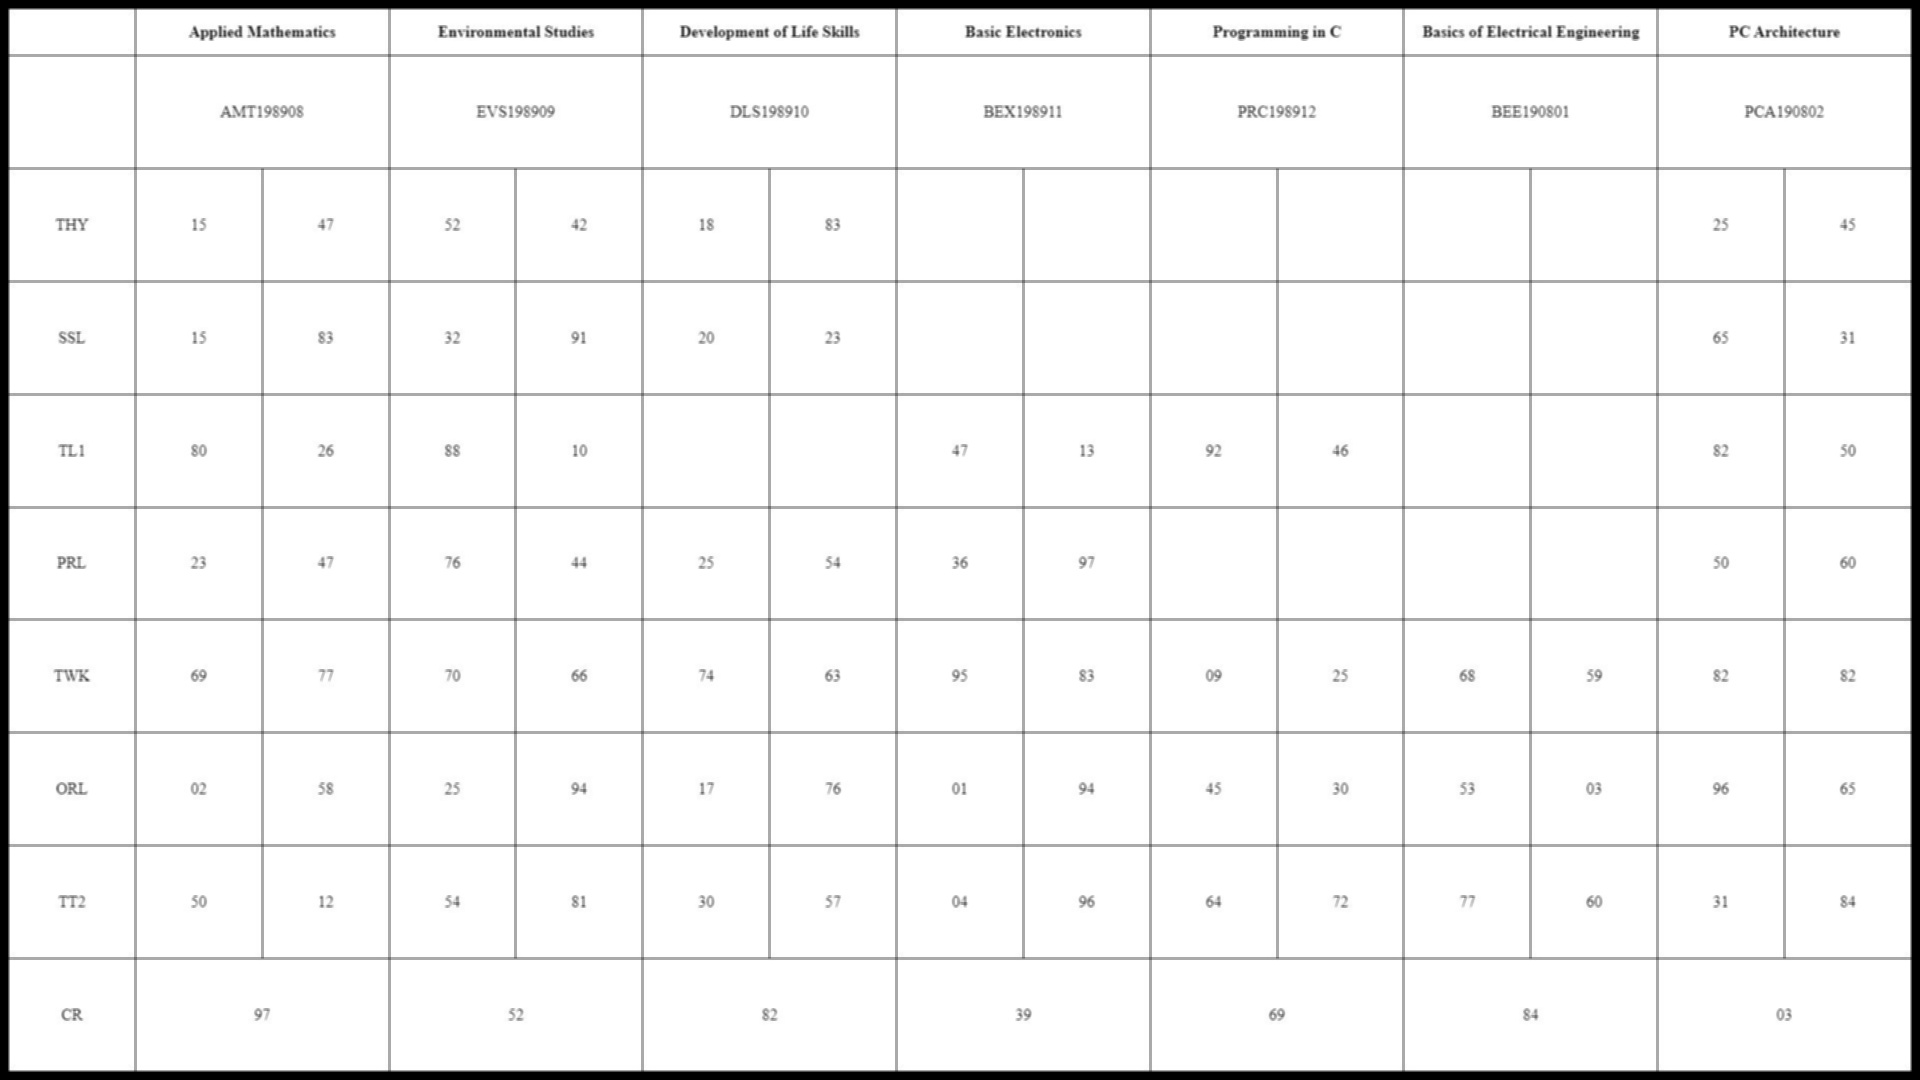 Applied Mathematics Environmental Studies Development of Life Skills Basic Electronics Programming in C Basics of Electrical Engineering PC Architecture
AMT198908 EVS198909 DLS198910 BEX198911 PRC198912 BEE190801 PCA190802
THY 15 47 52 42 18 83 25 45
SSL 15 83 32 91 20 23 65 31
TL1 80 26 88 10 47 13 92 46 82 50
PRL 23 47 76 44 25 54 36 97 50 60
TWK 69 77 70 66 74 63 95 83 09 25 68 59 82 82
ORL 02 58 25 94 17 76 01 94 45 30 53 03 96 65
TT2 50 12 54 81 30 57 04 96 64 72 77 60 31 84
CR 97 52 82 39 69 84 03